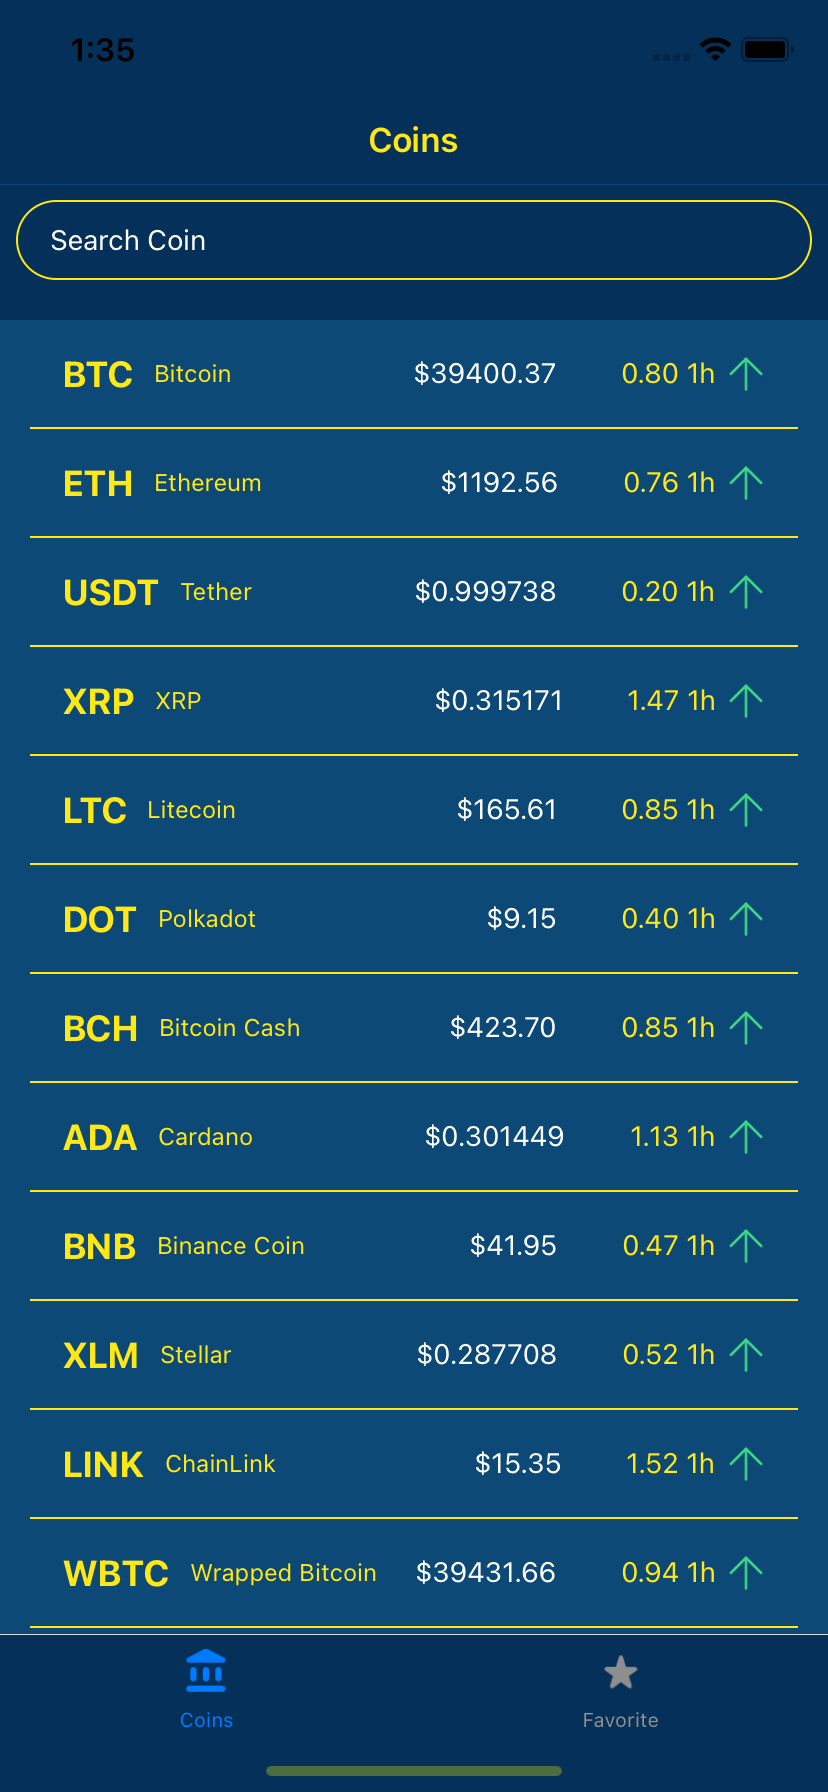 1:35
Coins
Search Coin
BTC Bitcoin $39400.37 0.80 1h
ETH Ethereum $1192.56 0.76 1h
USDT Tether $0.999738 0.20 1h
XRP XRP $0.315171 1.47 1h
LTC Litecoin $165.61 0.85 1h
DOT Polkadot $9.15 0.40 1h
BCH Bitcoin Cash $423.70 0.85 1h
ADA Cardano $0.301449 1.13 1h
BNB Binance Coin $41.95 0.47 1h
XLM Stellar $0.287708 0.52 1h
LINK ChainLink $15.35 1.52 1h
WBTC Wrapped Bitcoin $39431.66 0.94 1h
Coins Favorite